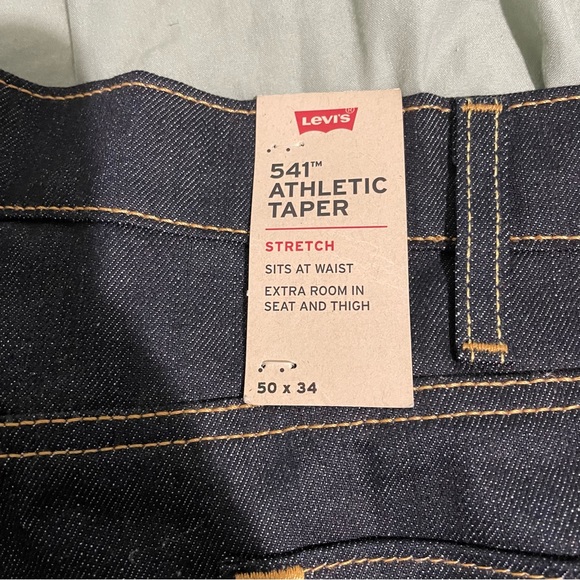 Levi's
541™
ATHLETIC
TAPER
STRETCH
SITS AT WAIST
EXTRA ROOM IN
SEAT AND THIGH
50 x 34